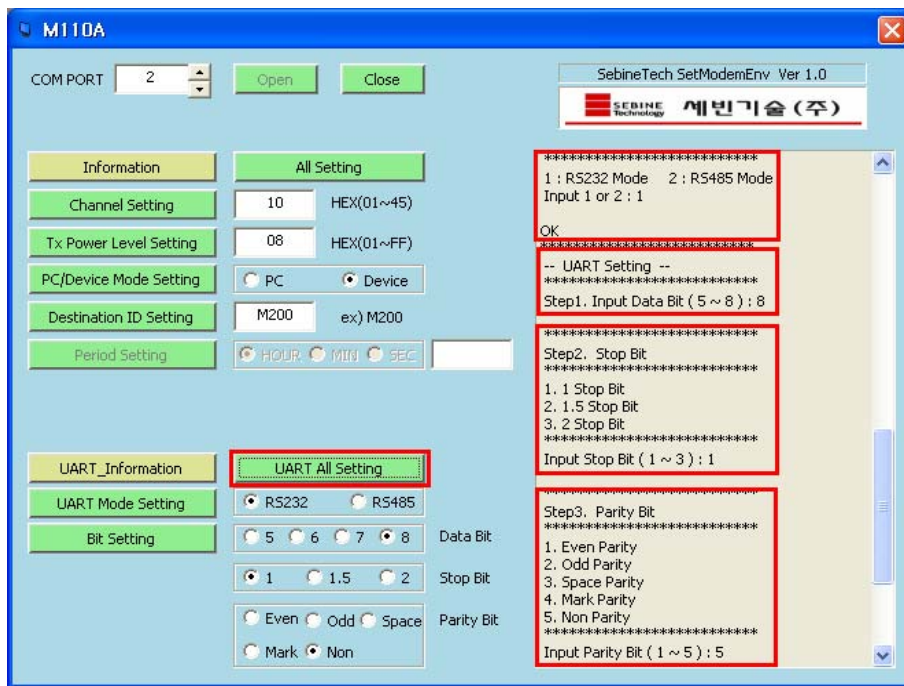 M110A
COM PORT 2 Open Close
SebineTech SetModemEnv Ver 1.0
SEBINE Technology 세빈기술(주)
Information All Setting
Channel Setting 10 HEX(01~45)
Tx Power Level Setting 08 HEX(01~FF)
PC/Device Mode Setting PC Device
Destination ID Setting M200 ex) M200
Period Setting HOUR MIN SEC
UART_Information UART All Setting
UART Mode Setting RS232 RS485
Bit Setting 5 6 7 8 Data Bit
1 1.5 2 Stop Bit
Even Odd Space Parity Bit
Mark Non
****************************
1 : RS232 Mode 2 : RS485 Mode
Input 1 or 2 : 1
OK
****************************
-- UART Setting --
****************************
Step1. Input Data Bit ( 5 ~ 8 ) : 8
****************************
Step2. Stop Bit
****************************
1. 1 Stop Bit
2. 1.5 Stop Bit
3. 2 Stop Bit
****************************
Input Stop Bit ( 1 ~ 3 ) : 1
****************************
Step3. Parity Bit
****************************
1. Even Parity
2. Odd Parity
3. Space Parity
4. Mark Parity
5. Non Parity
****************************
Input Parity Bit ( 1 ~ 5 ) : 5